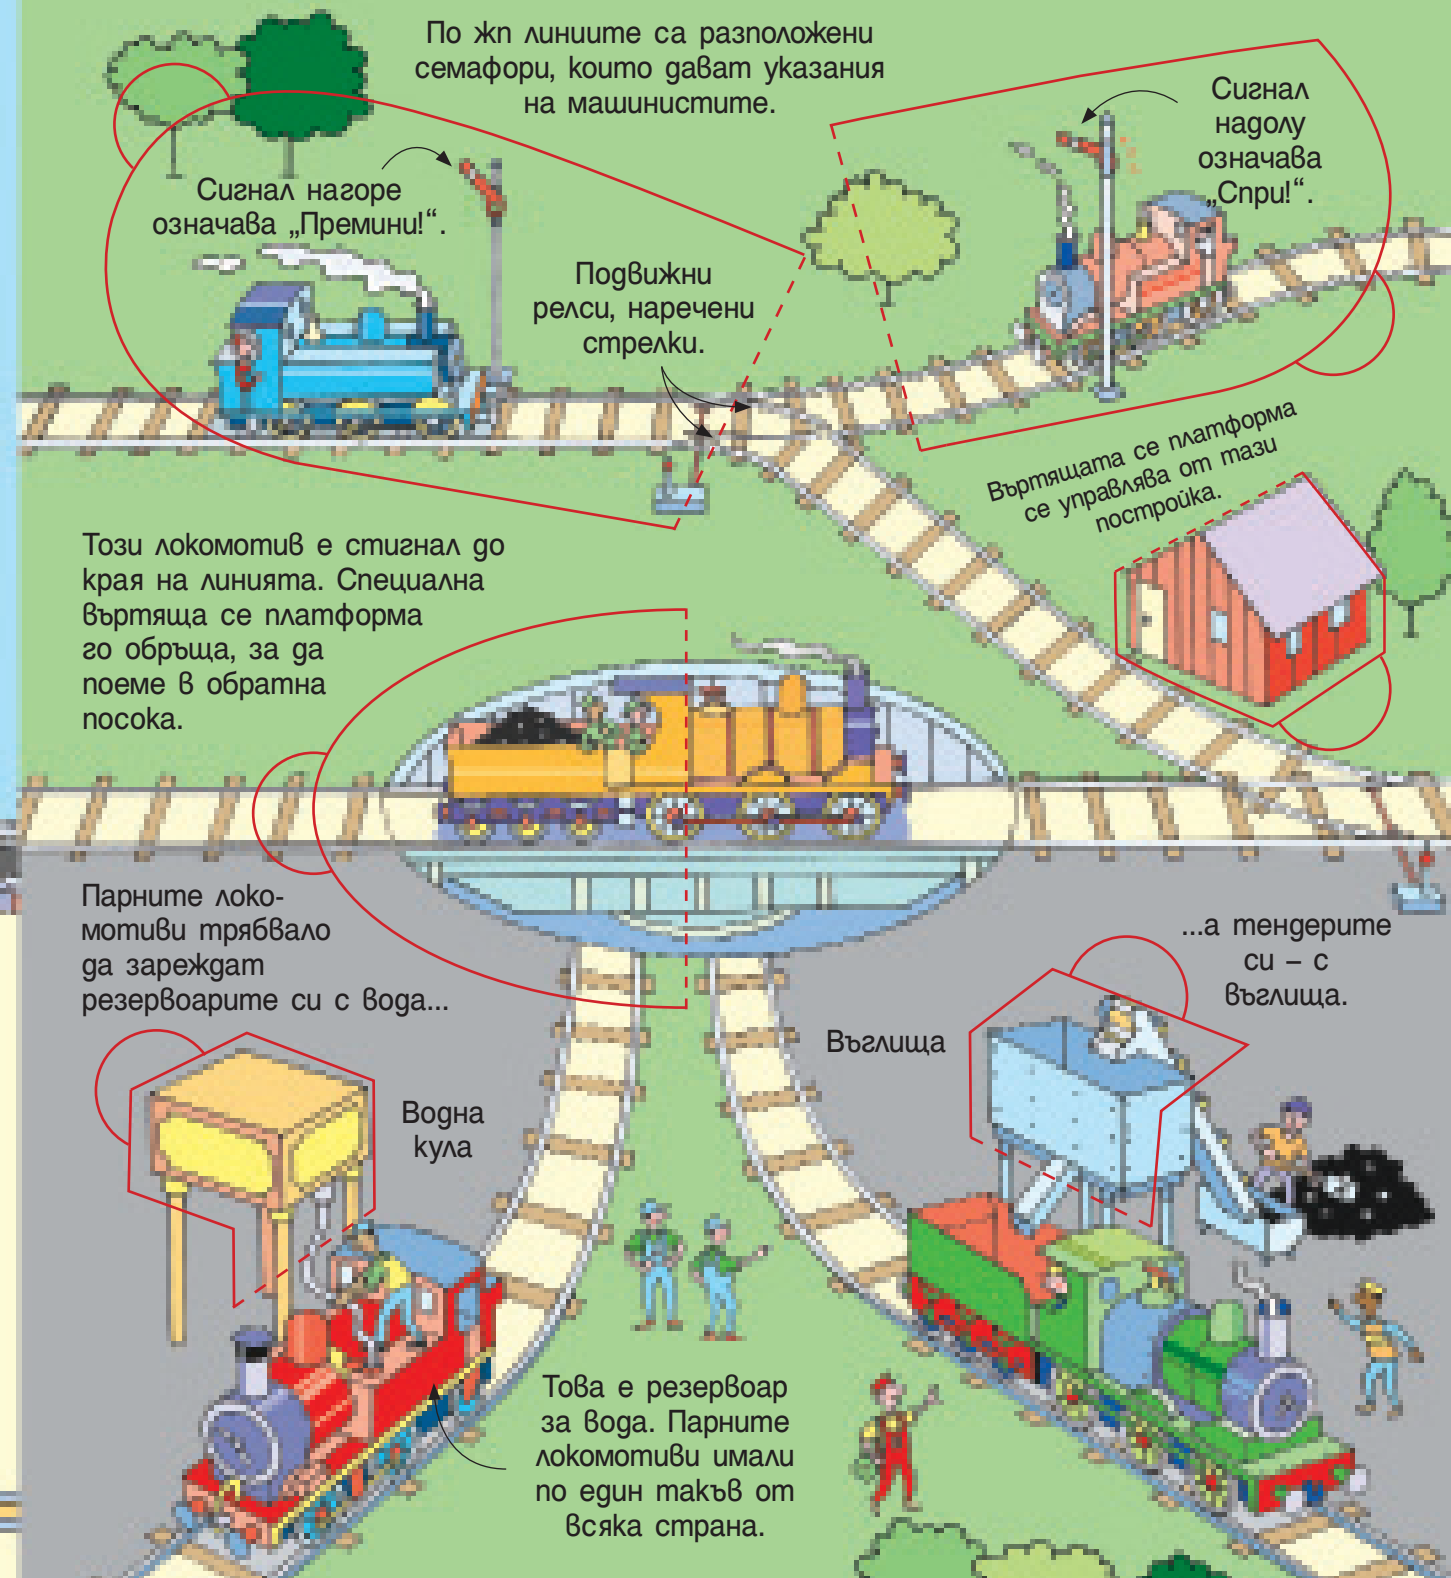 По жп линиите са разположени
семафори, които дават указания
на машинистите.
Сигнал нагоре
означава „Премини!“.
Сигнал
надолу
означава
„Спри!“.
Подвижни
релси, наречени
стрелки.
Въртящата се платформа
се управлява от тази
постройка.
Този локомотив е стигнал до
края на линията. Специална
въртяща се платформа
го обръща, за да
поеме в обратна
посока.
Парните локо-
мотиви трябвало
да зареждат
резервоарите си с вода...
...а тендерите
си – с
въглища.
Въглища
Водна
кула
Това е резервоар
за вода. Парните
локомотиви имали
по един такъв от
всяка страна.